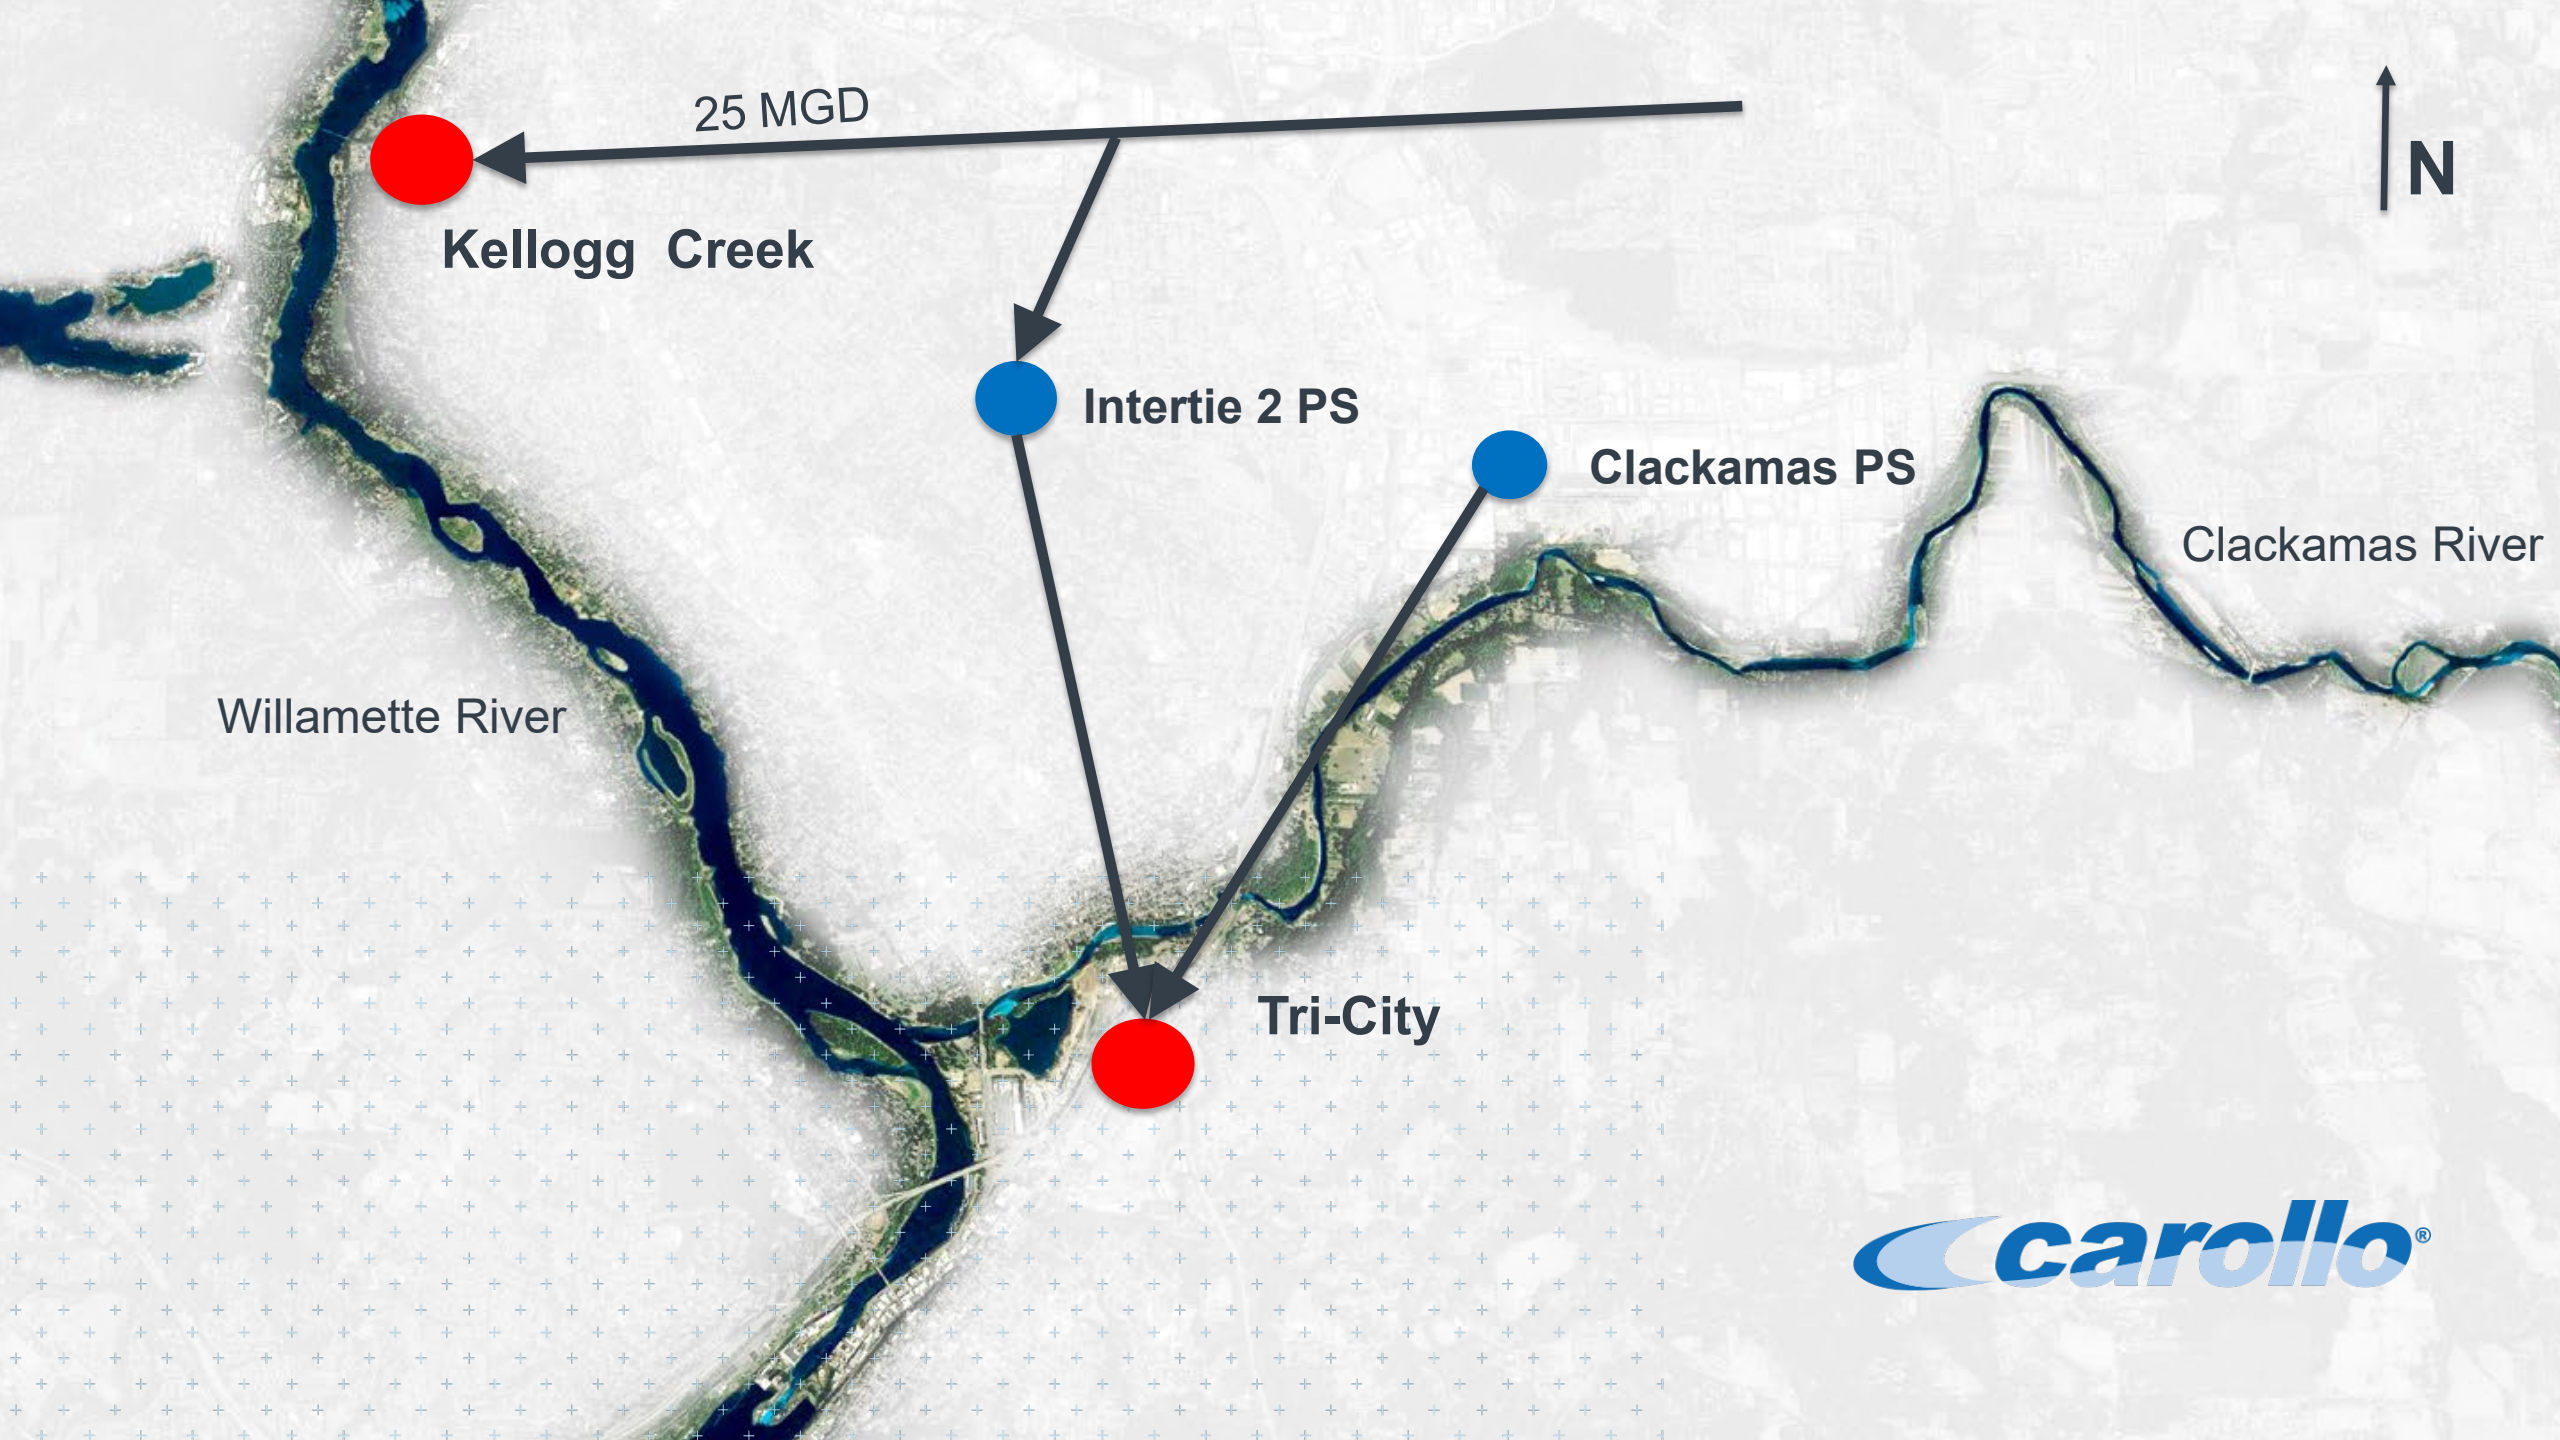 25 MGD
N
Kellogg Creek
Intertie 2 PS
Clackamas PS
Clackamas River
Willamette River
Tri-City
carollo®